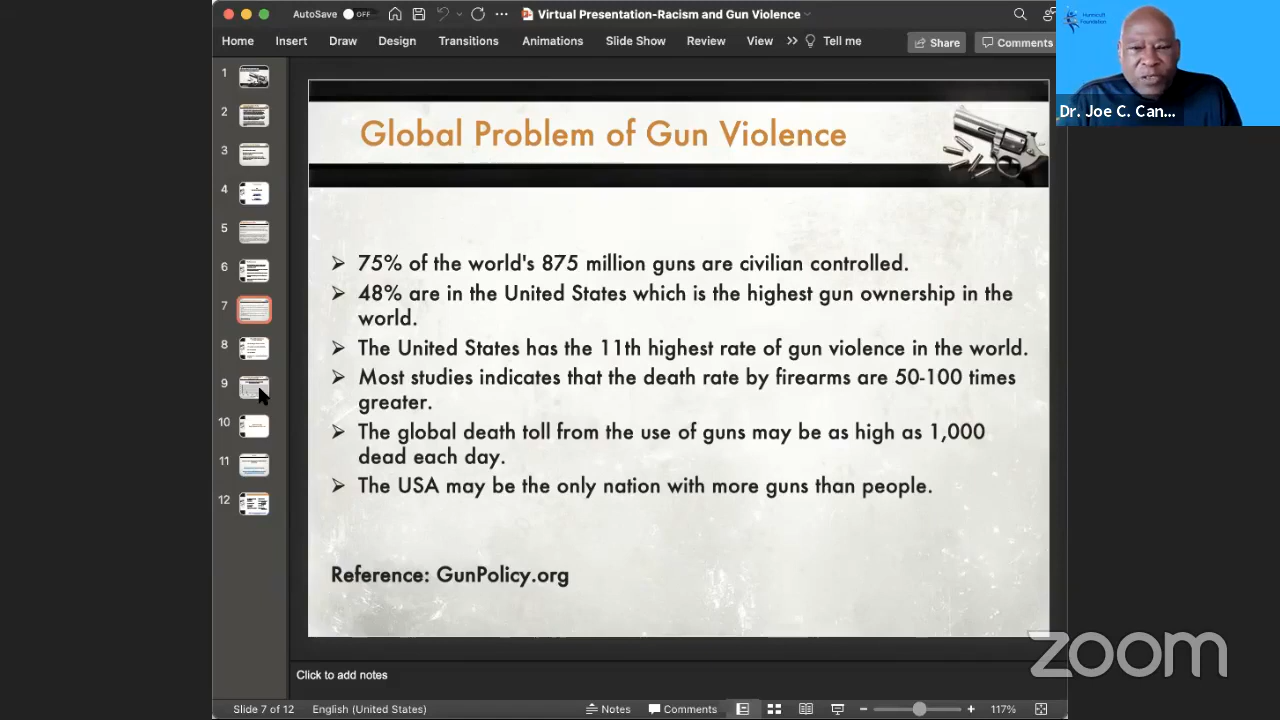 AutoSave OFF
Virtual Presentation-Racism and Gun Violence
Home Insert Draw Design Transitions Animations Slide Show Review View Tell me
Share Comments
Humicuft
Foundation
Dr. Joe C. Can...
1
2
3
4
5
6
7
8
9
10
11
12
Global Problem of Gun Violence
75% of the world's 875 million guns are civilian controlled.
48% are in the United States which is the highest gun ownership in the
world.
The United States has the 11th highest rate of gun violence in the world.
Most studies indicates that the death rate by firearms are 50-100 times
greater.
The global death toll from the use of guns may be as high as 1,000
dead each day.
The USA may be the only nation with more guns than people.
Reference: GunPolicy.org
zoom
Click to add notes
Slide 7 of 12 English (United States) Notes Comments 117%